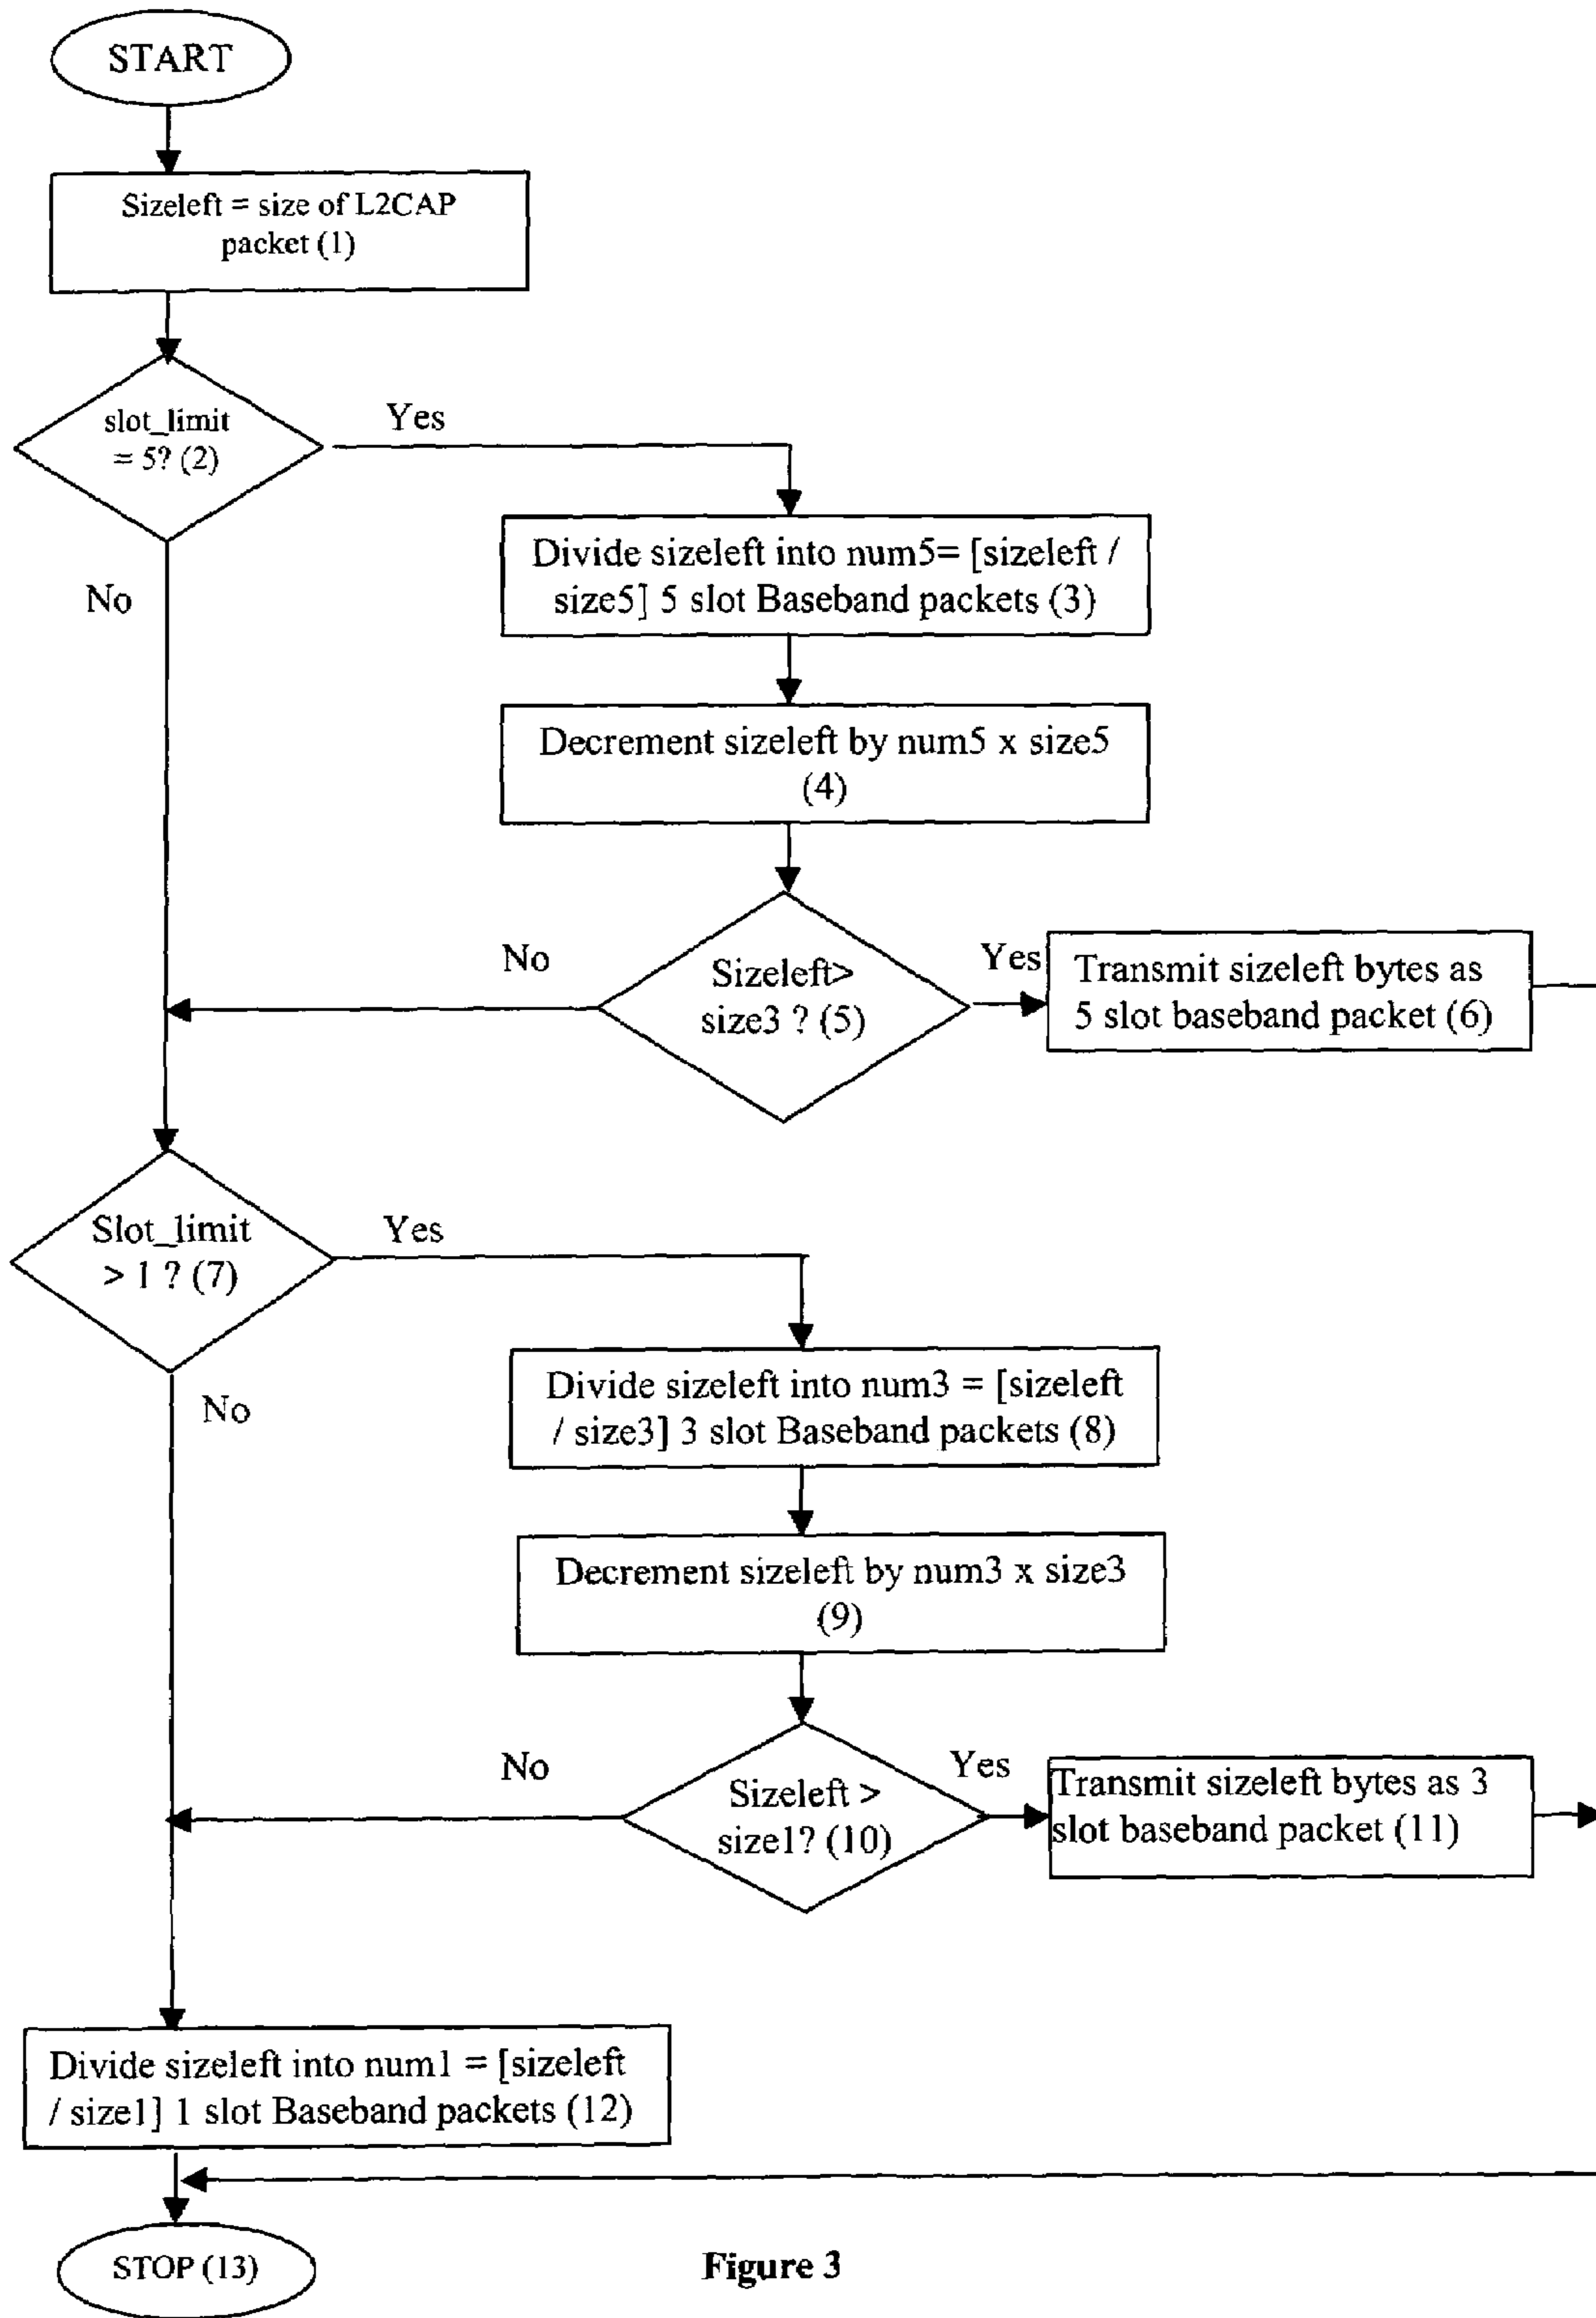 START
Sizeleft = size of L2CAP
packet (1)
slot_limit
= 5? (2)
Yes
No
Divide sizeleft into num5= [sizeleft /
size5] 5 slot Baseband packets (3)
Decrement sizeleft by num5 x size5
(4)
Sizeleft>
size3 ? (5)
No
Yes
Transmit sizeleft bytes as
5 slot baseband packet (6)
Slot_limit
> 1 ? (7)
Yes
No
Divide sizeleft into num3 = [sizeleft
/ size3] 3 slot Baseband packets (8)
Decrement sizeleft by num3 x size3
(9)
Sizeleft >
size1? (10)
No
Yes
Transmit sizeleft bytes as 3
slot baseband packet (11)
Divide sizeleft into num1 = [sizeleft
/ size1] 1 slot Baseband packets (12)
STOP (13)
Figure 3